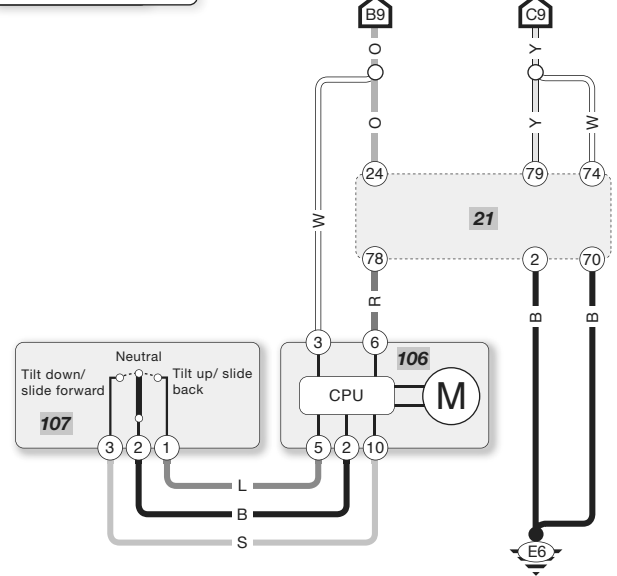 B9 C9
O Y
O Y W
24 79 74
W
21
78 2 70
R B B
3 6
106
Neutral
Tilt down/
slide forward
Tilt up/ slide
back
107
CPU
M
3 2 1 5 2 10
L
B
S
E6